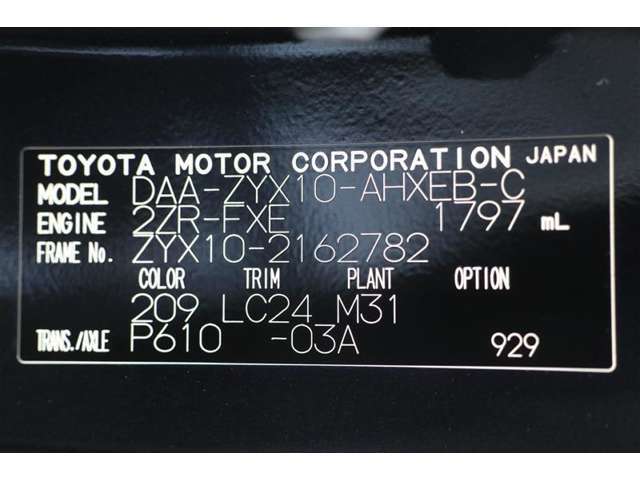 TOYOTA MOTOR CORPORATION JAPAN
MODEL DAA-ZYX10-AHXEB-C
ENGINE 2ZR-FXE 1797 mL
FRAME No. ZYX10-2162782
COLOR TRIM PLANT OPTION
209 LC24 M31
TRANS./AXLE P610 -03A 929